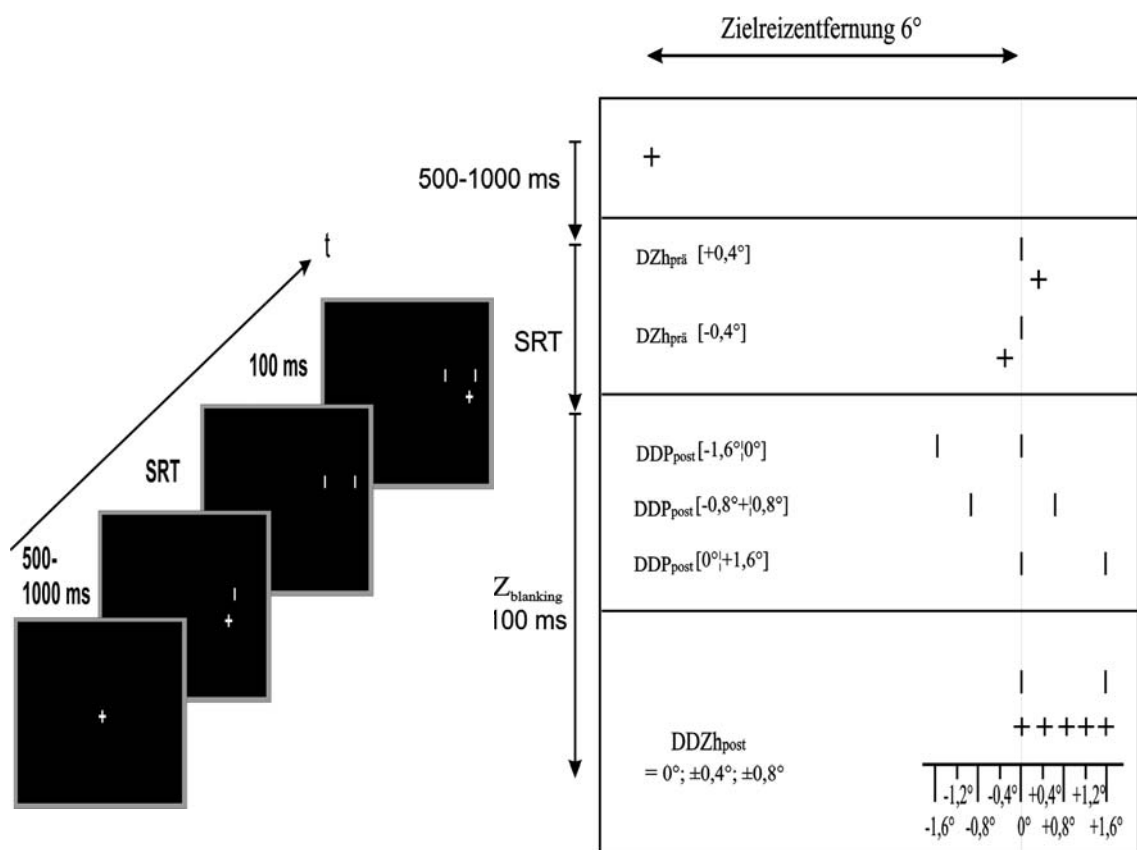 Zielreizentfernung 6°
500-1000 ms
DZhprä [+0,4°]
DZhprä [-0,4°]
SRT
t
100 ms
SRT
500-
1000 ms
DDPpost [-1,6°¦0°]
DDPpost [-0,8°+¦0,8°]
DDPpost [0°¦+1,6°]
Zblanking
100 ms
DDZhpost
= 0°; ±0,4°; ±0,8°
-1,2° -0,4° +0,4° +1,2°
-1,6° -0,8° 0° +0,8° +1,6°